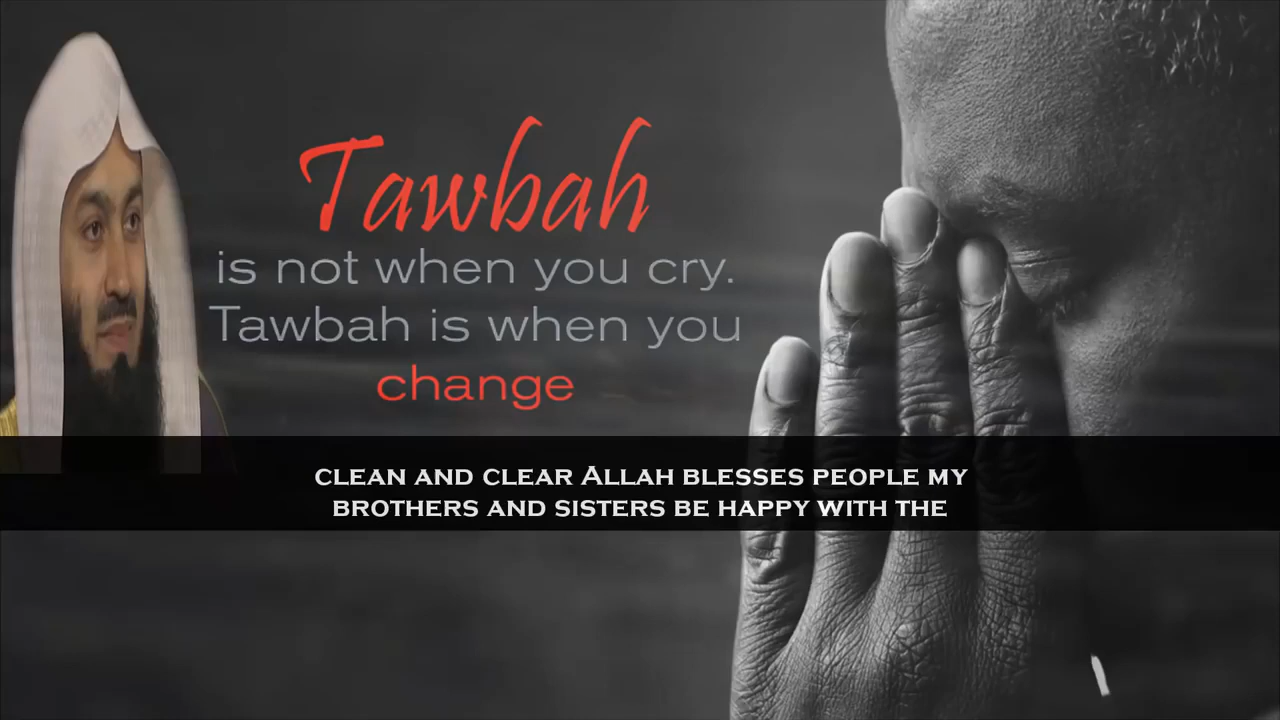 Tawbah
is not when you cry.
Tawbah is when you
change
CLEAN AND CLEAR ALLAH BLESSES PEOPLE MY
BROTHERS AND SISTERS BE HAPPY WITH THE